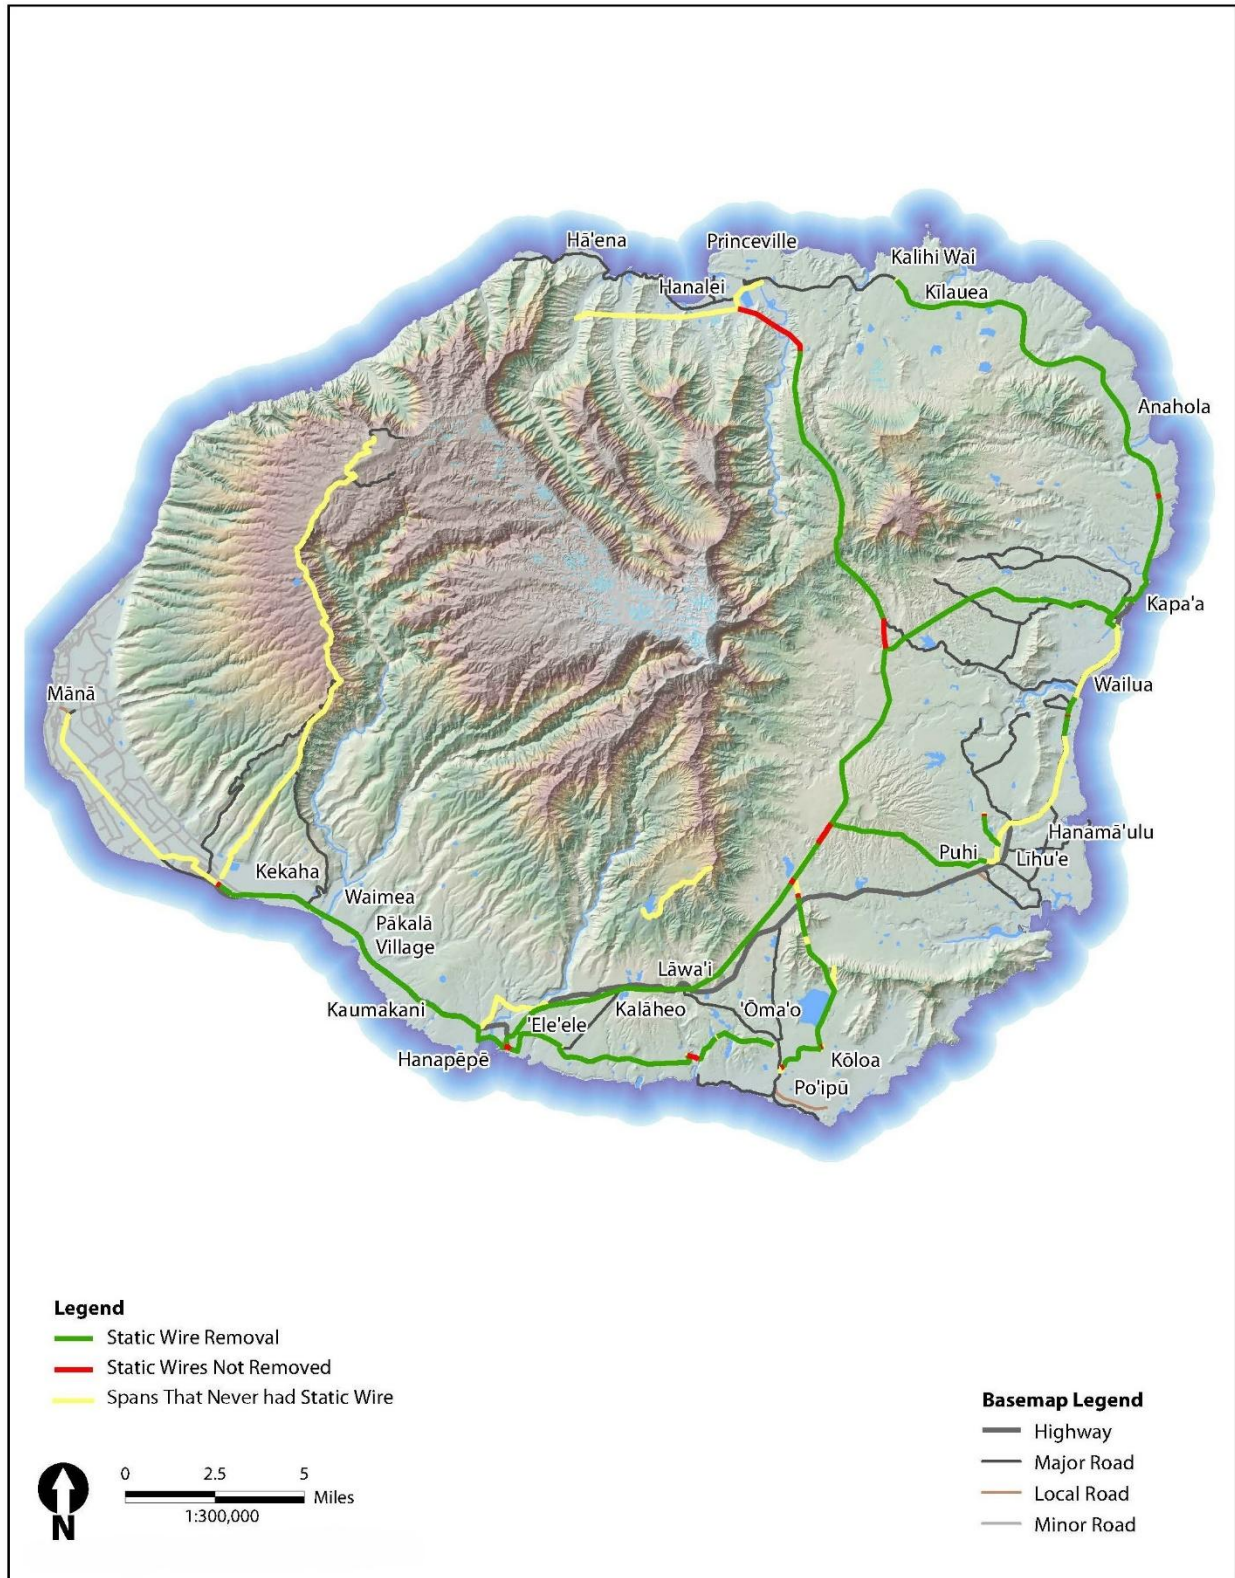 Hā'ena
Princeville
Kalihi Wai
Hanalei
Kīlauea
Anahola
Kapa'a
Wailua
Mānā
Hanamā'ulu
Puhi
Līhu'e
Kekaha
Waimea
Pākalā
Village
Lāwa'i
Kaumakani
'Ele'ele
Kalāheo
'Ōma'o
Hanapēpē
Kōloa
Po'ipū
Legend
Static Wire Removal
Static Wires Not Removed
Spans That Never had Static Wire
N
0 2.5 5
Miles
1:300,000
Basemap Legend
Highway
Major Road
Local Road
Minor Road